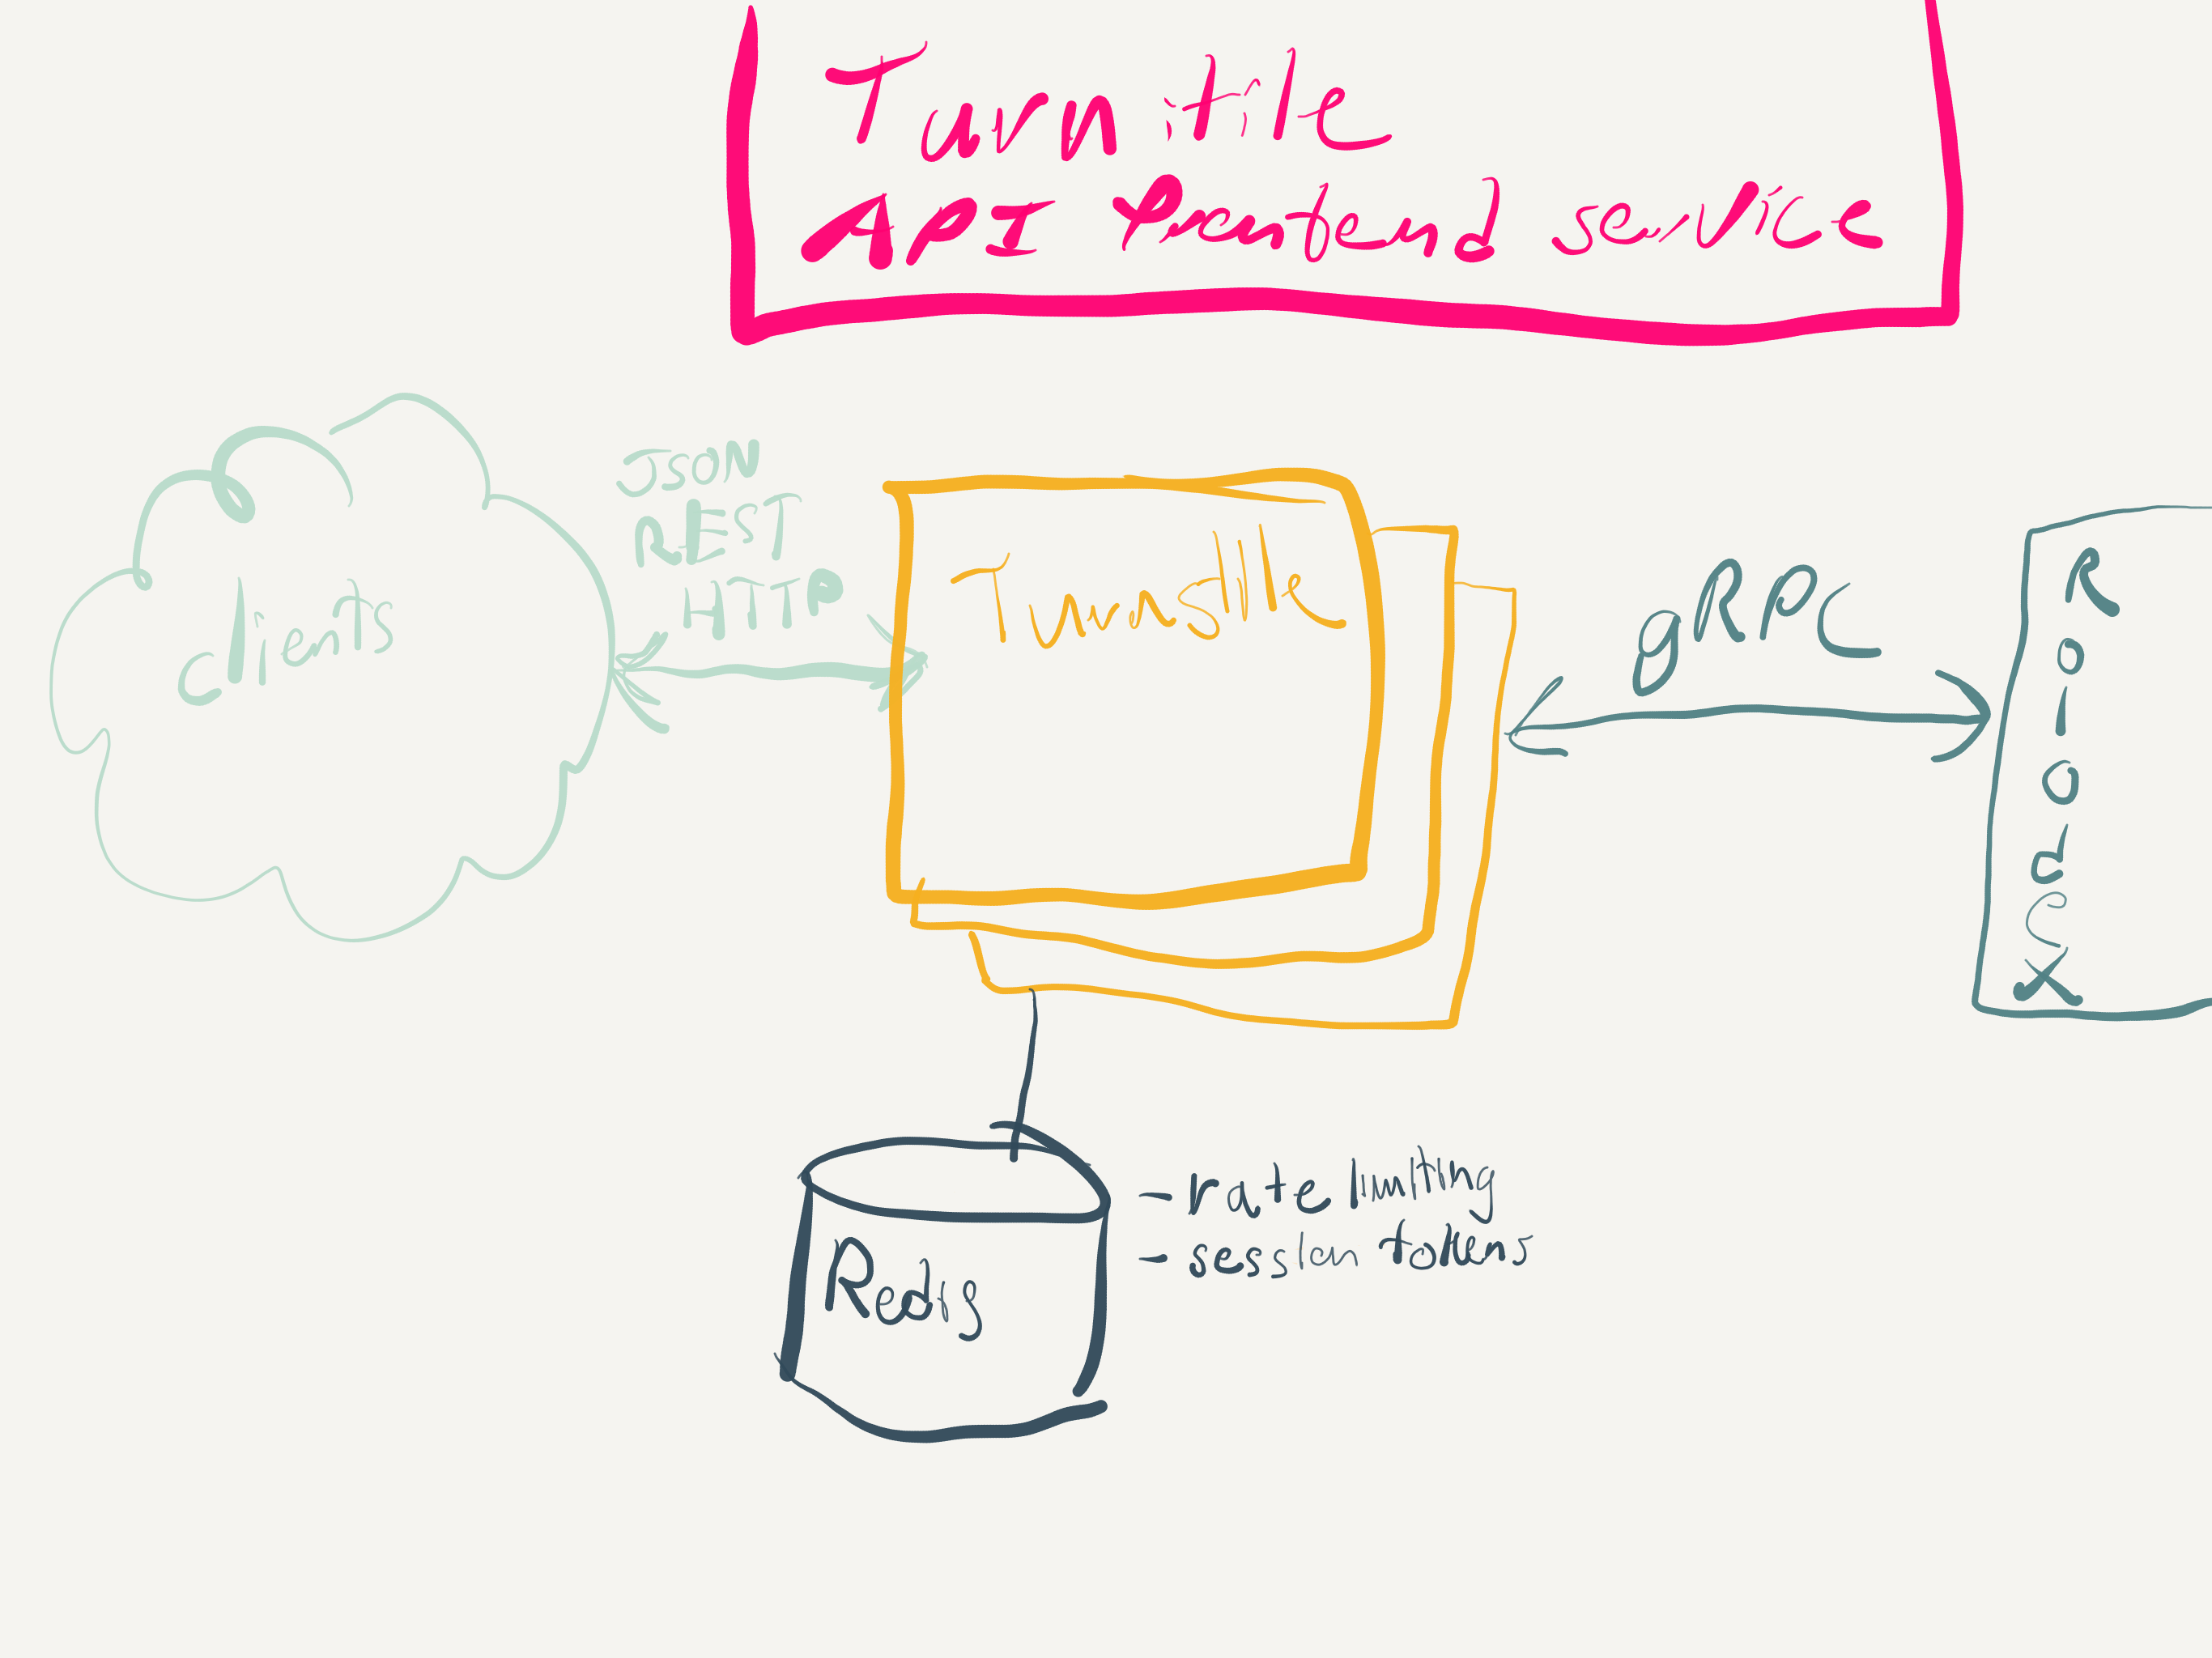 Turnstile
API Frontend service
JSON
REST
HTTP
clients
Turnstile
gRPC
Rolodex
Redis
- rate limiting
- session tokens